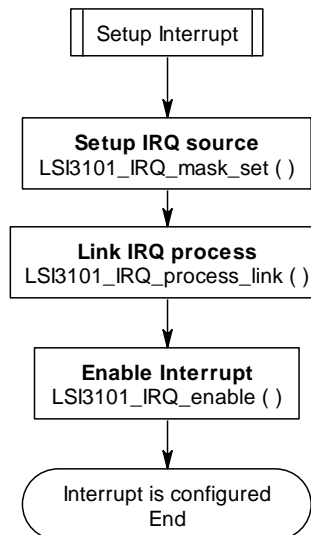 Setup Interrupt
Setup IRQ source
LSI3101_IRQ_mask_set ( )
Link IRQ process
LSI3101_IRQ_process_link ( )
Enable Interrupt
LSI3101_IRQ_enable ( )
Interrupt is configured
End